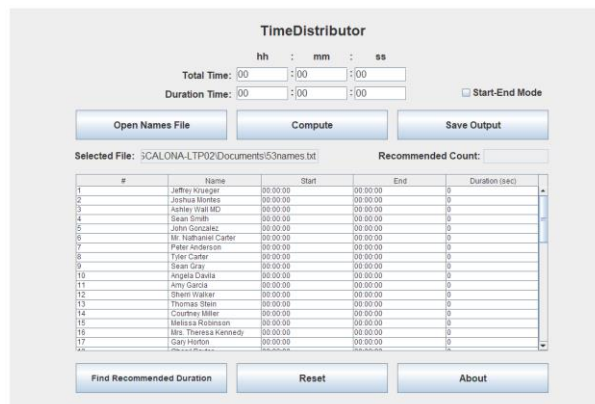 TimeDistributor
hh : mm : ss
Total Time: 00 : 00 : 00
Duration Time: 00 : 00 : 00
Start-End Mode
Open Names File Compute Save Output
Selected File: SCALONA-LTP02\Documents\53names.txt Recommended Count:
# Name Start End Duration (sec)
1 Jeffrey Krueger 00:00:00 00:00:00 0
2 Joshua Montes 00:00:00 00:00:00 0
3 Ashley Wall MD 00:00:00 00:00:00 0
4 Sean Smith 00:00:00 00:00:00 0
5 John Gonzalez 00:00:00 00:00:00 0
6 Mr. Nathaniel Carter 00:00:00 00:00:00 0
7 Peter Anderson 00:00:00 00:00:00 0
8 Tyler Carter 00:00:00 00:00:00 0
9 Sean Gray 00:00:00 00:00:00 0
10 Angela Davila 00:00:00 00:00:00 0
11 Amy Garcia 00:00:00 00:00:00 0
12 Sherri Walker 00:00:00 00:00:00 0
13 Thomas Stein 00:00:00 00:00:00 0
14 Courtney Miller 00:00:00 00:00:00 0
15 Melissa Robinson 00:00:00 00:00:00 0
16 Mrs. Theresa Kennedy 00:00:00 00:00:00 0
17 Gary Horton 00:00:00 00:00:00 0
Find Recommended Duration Reset About